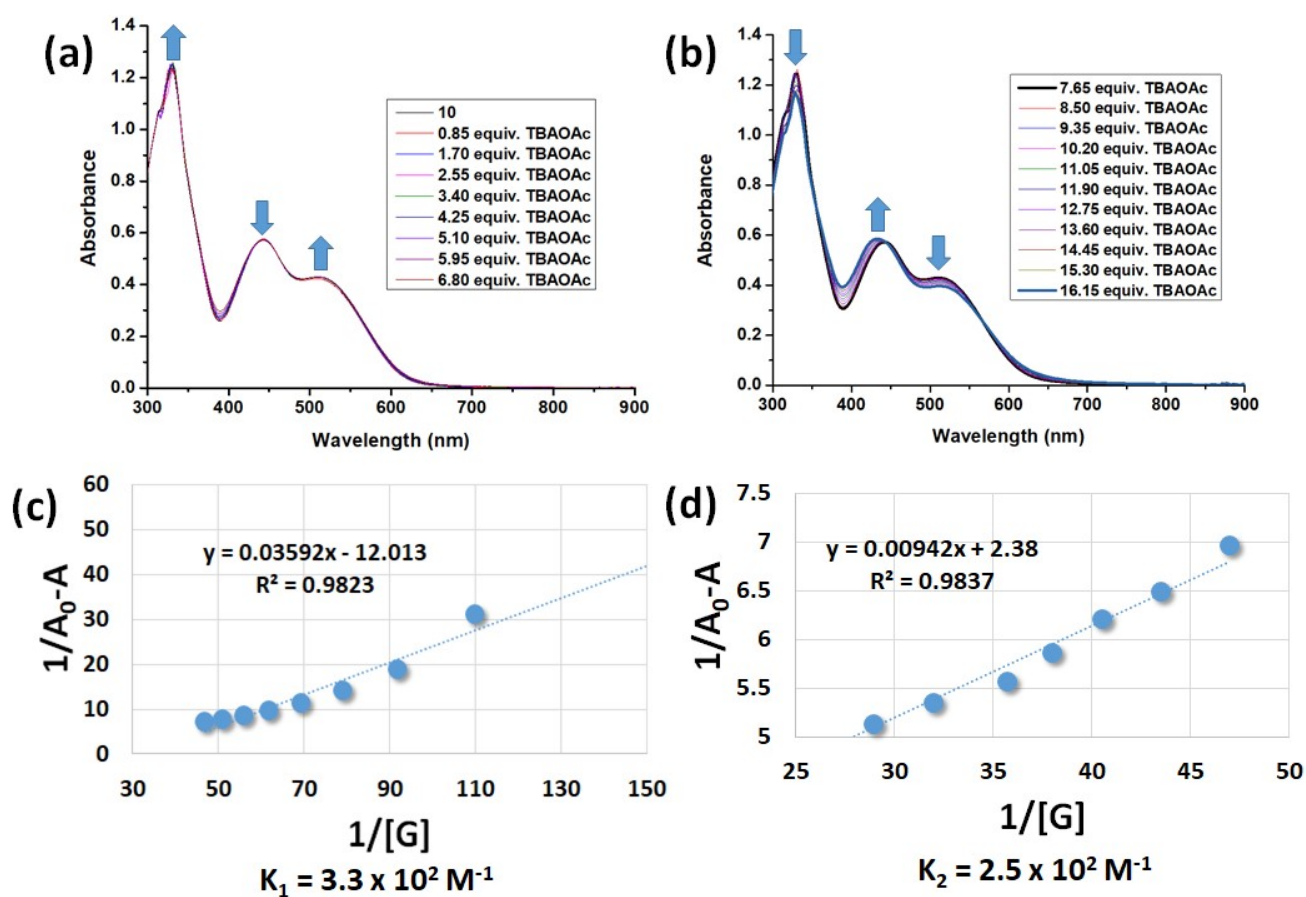 (a)
1.4
1.2
1.0
0.8
0.6
0.4
0.2
0.0
Absorbance
10
0.85 equiv. TBAOAc
1.70 equiv. TBAOAc
2.55 equiv. TBAOAc
3.40 equiv. TBAOAc
4.25 equiv. TBAOAc
5.10 equiv. TBAOAc
5.95 equiv. TBAOAc
6.80 equiv. TBAOAc
300 400 500 600 700 800 900
Wavelength (nm)
(b)
1.4
1.2
1.0
0.8
0.6
0.4
0.2
0.0
Absorbance
7.65 equiv. TBAOAc
8.50 equiv. TBAOAc
9.35 equiv. TBAOAc
10.20 equiv. TBAOAc
11.05 equiv. TBAOAc
11.90 equiv. TBAOAc
12.75 equiv. TBAOAc
13.60 equiv. TBAOAc
14.45 equiv. TBAOAc
15.30 equiv. TBAOAc
16.15 equiv. TBAOAc
300 400 500 600 700 800 900
Wavelength (nm)
(c)
60
50
40
30
20
10
0
1/A₀-A
y = 0.03592x - 12.013
R² = 0.9823
30 50 70 90 110 130 150
1/[G]
K₁ = 3.3 x 10² M⁻¹
(d)
7.5
7
6.5
6
5.5
5
1/A₀-A
y = 0.00942x + 2.38
R² = 0.9837
25 30 35 40 45 50
1/[G]
K₂ = 2.5 x 10² M⁻¹